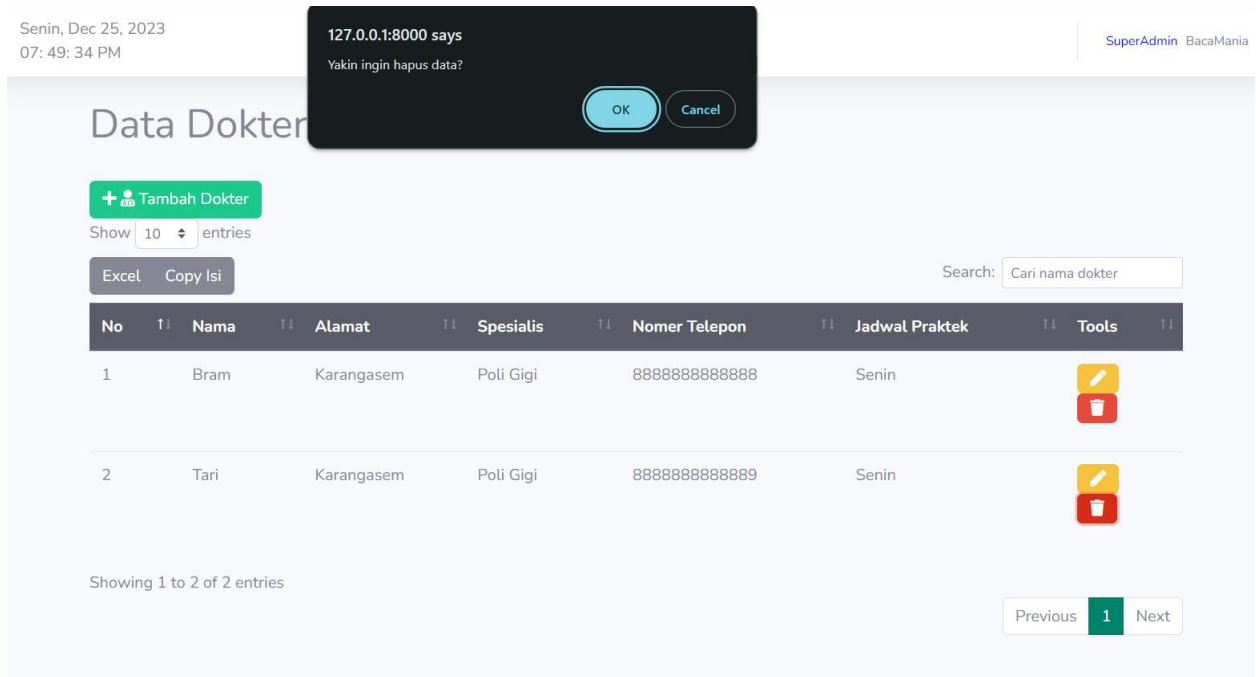 Senin, Dec 25, 2023
07: 49: 34 PM
127.0.0.1:8000 says
Yakin ingin hapus data?
OK Cancel
SuperAdmin BacaMania
Data Dokter
Tambah Dokter
Show 10 entries
Excel Copy Isi
Search: Cari nama dokter
No Nama Alamat Spesialis Nomer Telepon Jadwal Praktek Tools
1 Bram Karangasem Poli Gigi 8888888888888 Senin
2 Tari Karangasem Poli Gigi 8888888888889 Senin
Showing 1 to 2 of 2 entries
Previous 1 Next